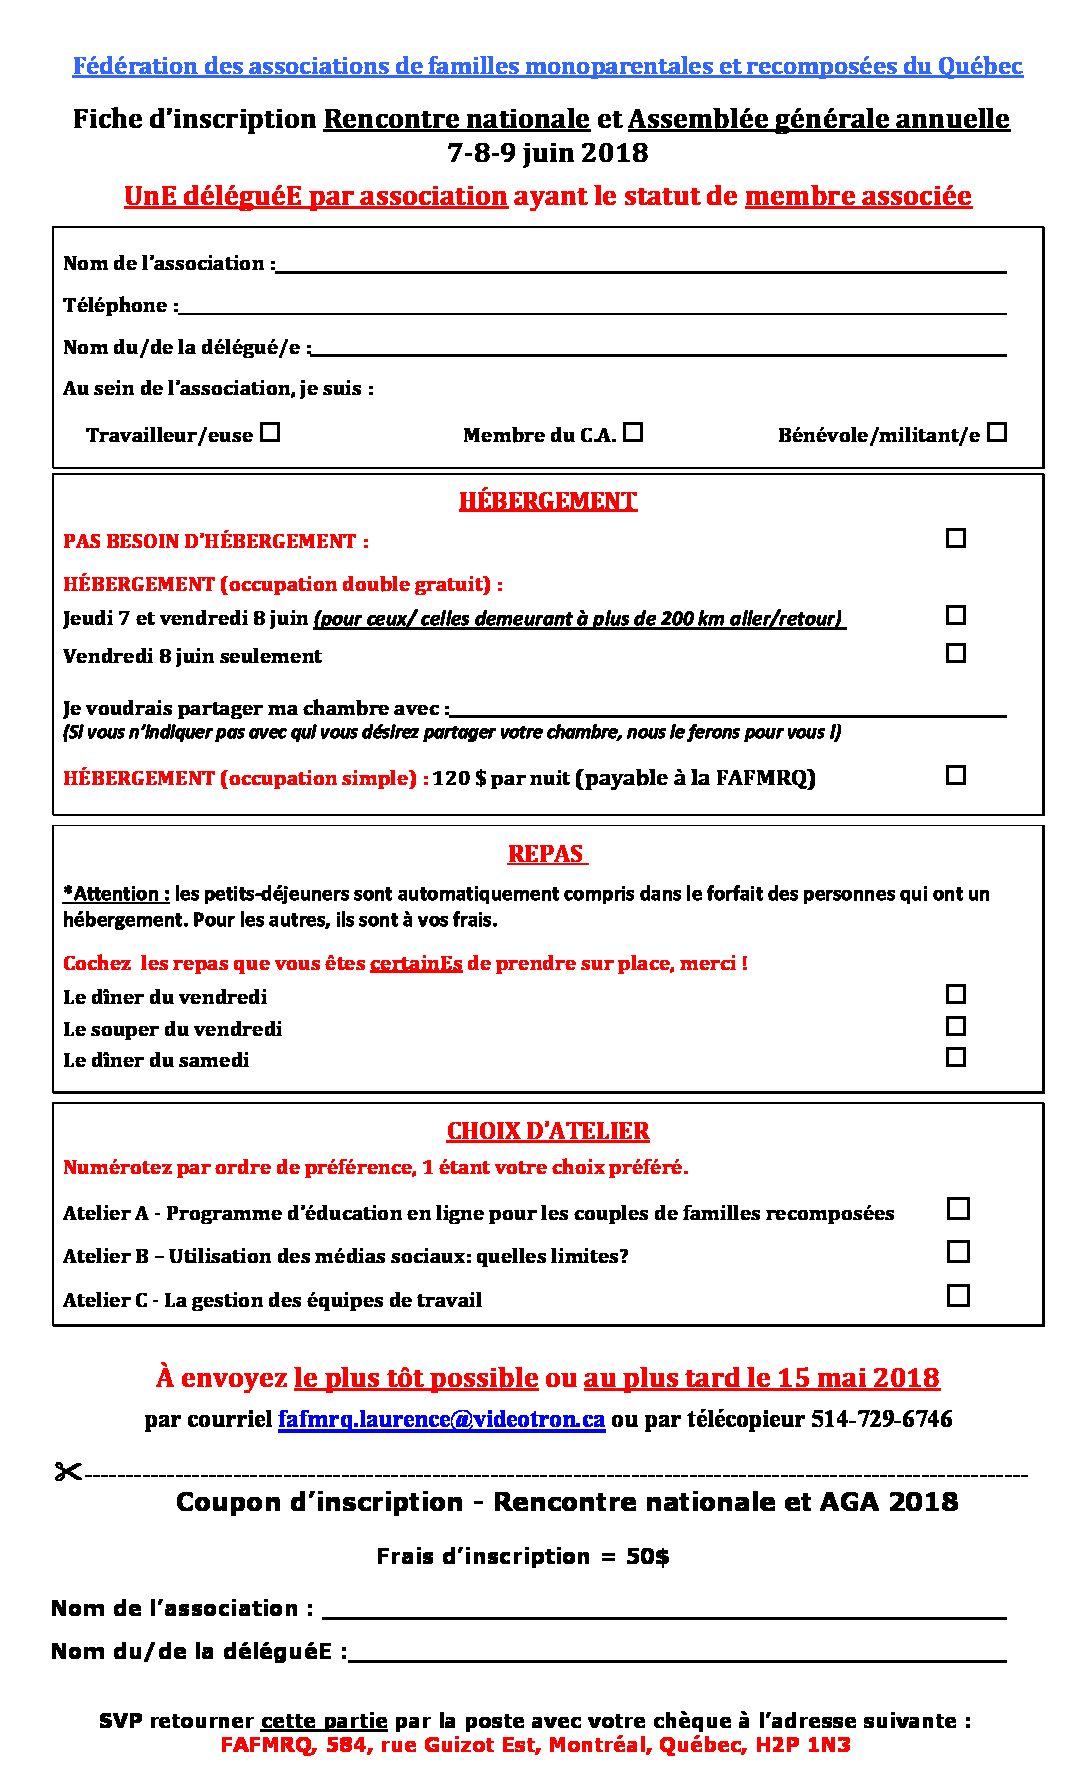 Fédération des associations de familles monoparentales et recomposées du Québec
Fiche d’inscription Rencontre nationale et Assemblée générale annuelle
7-8-9 juin 2018
UnE déléguéE par association ayant le statut de membre associée
Nom de l’association :
Téléphone :
Nom du/de la délégué/e :
Au sein de l’association, je suis :
Travailleur/euse ☐ Membre du C.A. ☐ Bénévole/militant/e ☐
HÉBERGEMENT
PAS BESOIN D’HÉBERGEMENT : ☐
HÉBERGEMENT (occupation double gratuit) :
Jeudi 7 et vendredi 8 juin (pour ceux/ celles demeurant à plus de 200 km aller/retour) ☐
Vendredi 8 juin seulement ☐
Je voudrais partager ma chambre avec :
(Si vous n’indiquer pas avec qui vous désirez partager votre chambre, nous le ferons pour vous !)
HÉBERGEMENT (occupation simple) : 120 $ par nuit (payable à la FAFMRQ) ☐
REPAS
*Attention : les petits-déjeuners sont automatiquement compris dans le forfait des personnes qui ont un
hébergement. Pour les autres, ils sont à vos frais.
Cochez les repas que vous êtes certainEs de prendre sur place, merci !
Le dîner du vendredi ☐
Le souper du vendredi ☐
Le dîner du samedi ☐
CHOIX D’ATELIER
Numérotez par ordre de préférence, 1 étant votre choix préféré.
Atelier A - Programme d’éducation en ligne pour les couples de familles recomposées ☐
Atelier B – Utilisation des médias sociaux: quelles limites? ☐
Atelier C - La gestion des équipes de travail ☐
À envoyez le plus tôt possible ou au plus tard le 15 mai 2018
par courriel fafmrq.laurence@videotron.ca ou par télécopieur 514-729-6746
Coupon d’inscription - Rencontre nationale et AGA 2018
Frais d’inscription = 50$
Nom de l’association :
Nom du/de la déléguéE :
SVP retourner cette partie par la poste avec votre chèque à l’adresse suivante :
FAFMRQ, 584, rue Guizot Est, Montréal, Québec, H2P 1N3